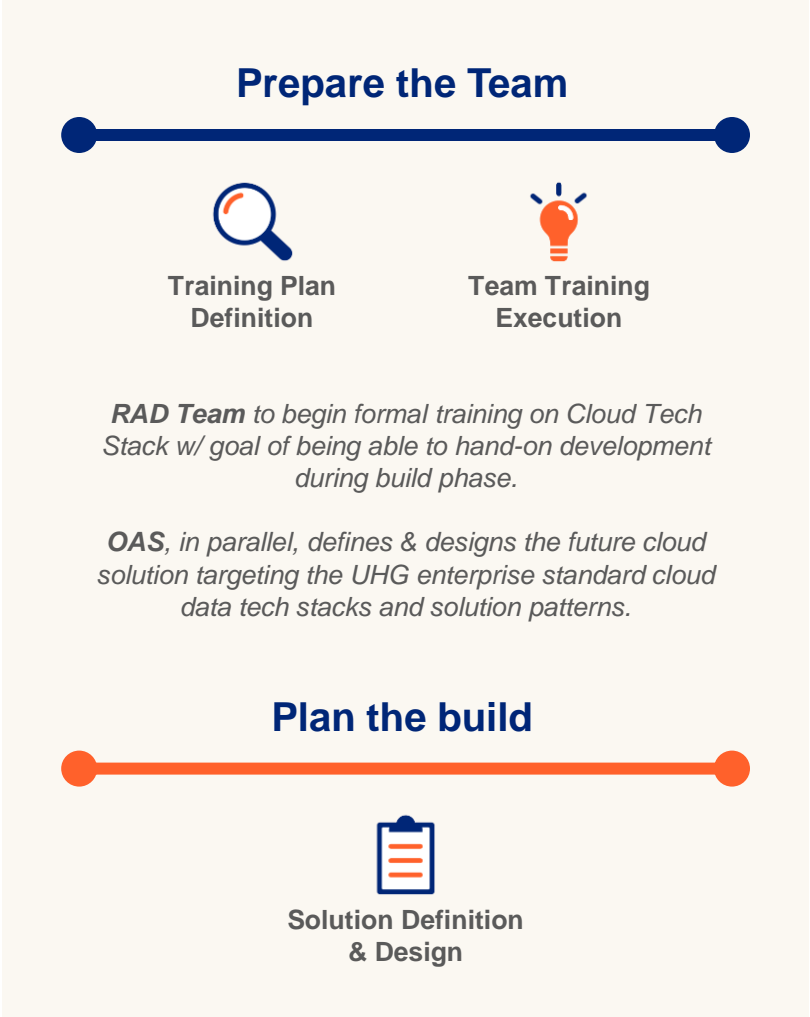 Prepare the Team
Training Plan
Definition
Team Training
Execution
RAD Team to begin formal training on Cloud Tech
Stack w/ goal of being able to hand-on development
during build phase.
OAS, in parallel, defines & designs the future cloud
solution targeting the UHG enterprise standard cloud
data tech stacks and solution patterns.
Plan the build
Solution Definition
& Design